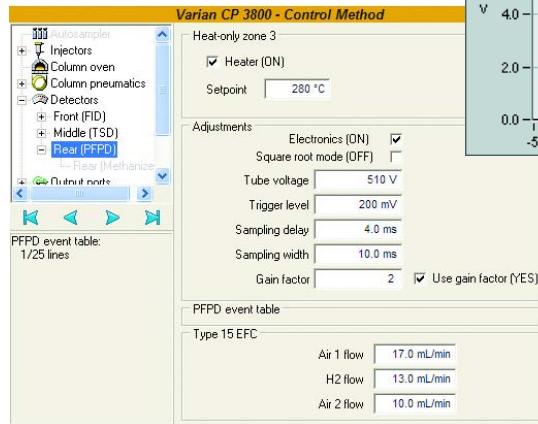 Varian CP 3800 - Control Method
Autosampler
Injectors
Column oven
Column pneumatics
Detectors
Front (FID)
Middle (TSD)
Rear (PFPD)
Rear (Methanize
Output ports
PFPD event table:
1/25 lines
Heat-only zone 3
Heater (ON)
Setpoint 280 °C
Adjustments
Electronics (ON)
Square root mode (OFF)
Tube voltage 510 V
Trigger level 200 mV
Sampling delay 4.0 ms
Sampling width 10.0 ms
Gain factor 2 Use gain factor (YES)
PFPD event table
Type 15 EFC
Air 1 flow 17.0 mL/min
H2 flow 13.0 mL/min
Air 2 flow 10.0 mL/min
V 4.0
2.0
0.0
-5